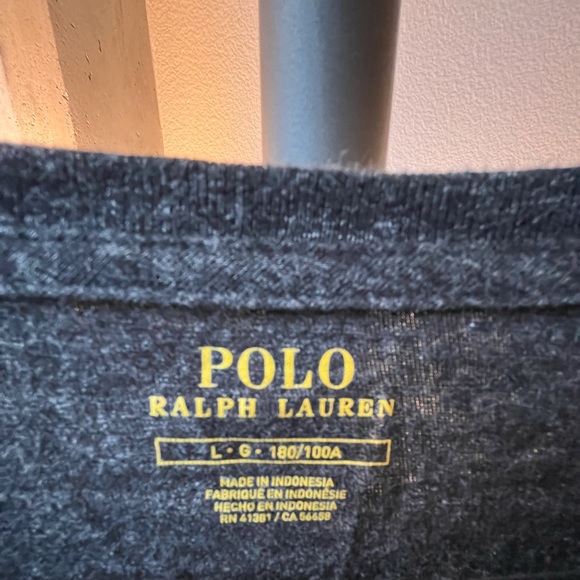 POLO
RALPH LAUREN
L • G • 180/100A
MADE IN INDONESIA
FABRIQUÉ EN INDONÉSIE
HECHO EN INDONESIA
RN 41381 / CA 56658